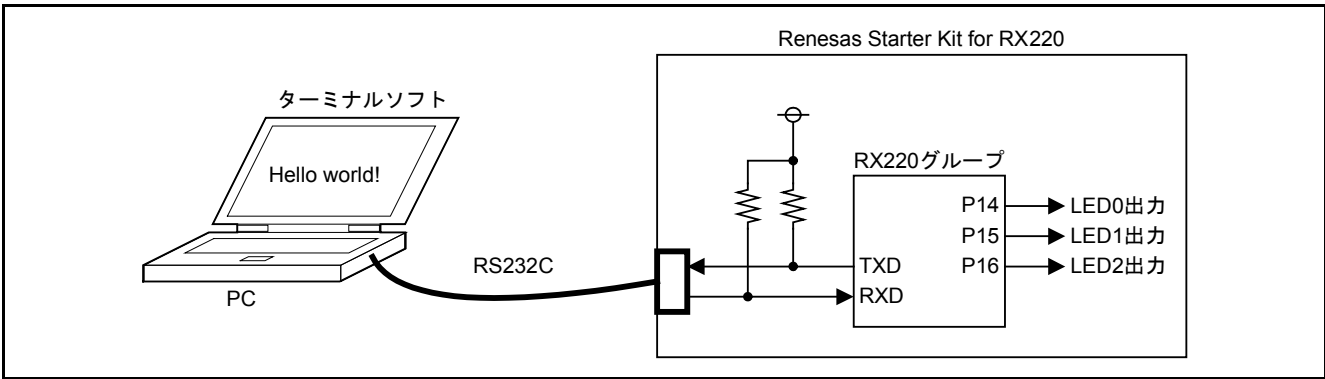 Renesas Starter Kit for RX220
ターミナルソフト
Hello world!
PC
RS232C
RX220グループ
P14
LED0出力
P15
LED1出力
TXD
P16
LED2出力
RXD